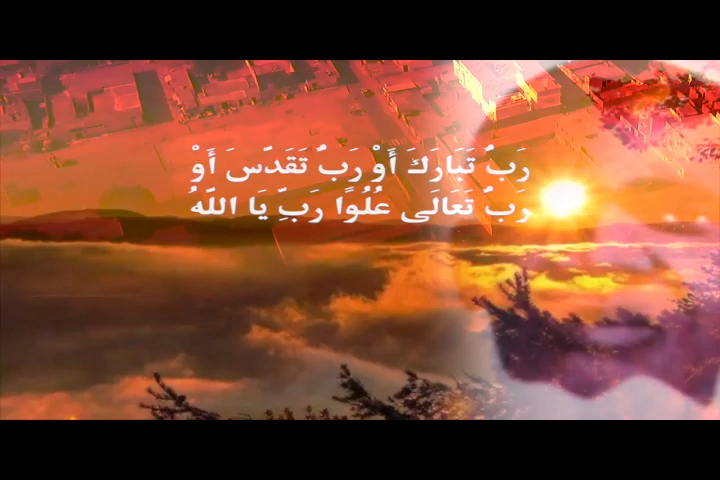 رَبٌ تَبَارَكَ أَوْ رَبٌ تَقَدّسَ أَوْ
رَبٌ تَعَالَى عُلُوًا رَبِّ يَا اللّهُ